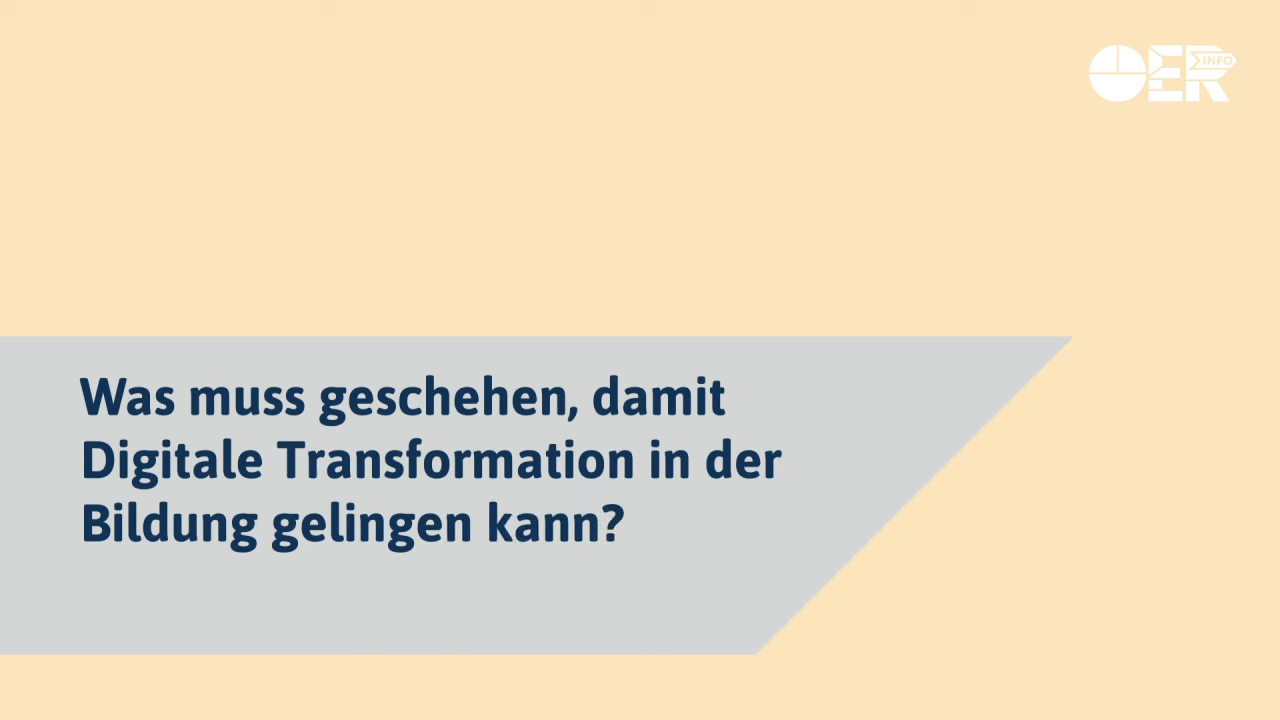 OER INFO
Was muss geschehen, damit
Digitale Transformation in der
Bildung gelingen kann?